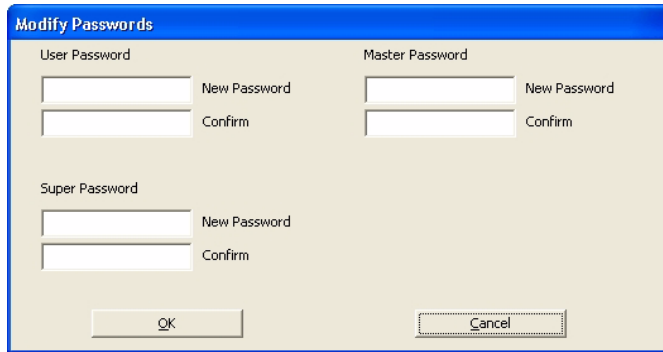 Modify Passwords
User Password
New Password
Confirm
Master Password
New Password
Confirm
Super Password
New Password
Confirm
OK
Cancel